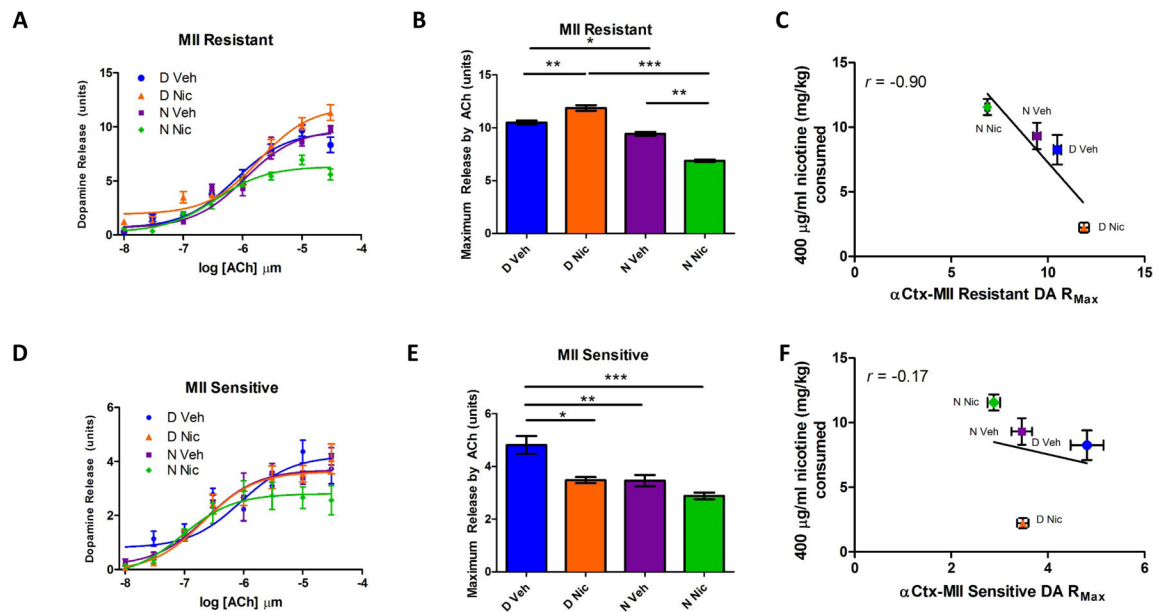 A
MII Resistant
D Veh
D Nic
N Veh
N Nic
Dopamine Release (units)
15
10
5
0
-8
-7
-6
-5
-4
log [ACh] μm
B
MII Resistant
Maximum Release by ACh (units)
15
10
5
0
*
**
***
**
D Veh
D Nic
N Veh
N Nic
C
r = -0.90
400 μg/ml nicotine (mg/kg)
consumed
15
10
5
0
N Nic
N Veh
D Veh
D Nic
0
5
10
15
αCtx-MII Resistant DA RMax
D
MII Sensitive
D Veh
D Nic
N Veh
N Nic
Dopamine Release (units)
6
4
2
0
-8
-7
-6
-5
-4
log [ACh] μm
E
MII Sensitive
Maximum Release by ACh (units)
6
4
2
0
***
**
*
D Veh
D Nic
N Veh
N Nic
F
r = -0.17
400 μg/ml nicotine (mg/kg)
consumed
15
10
5
0
N Nic
N Veh
D Veh
D Nic
0
2
4
6
αCtx-MII Sensitive DA RMax